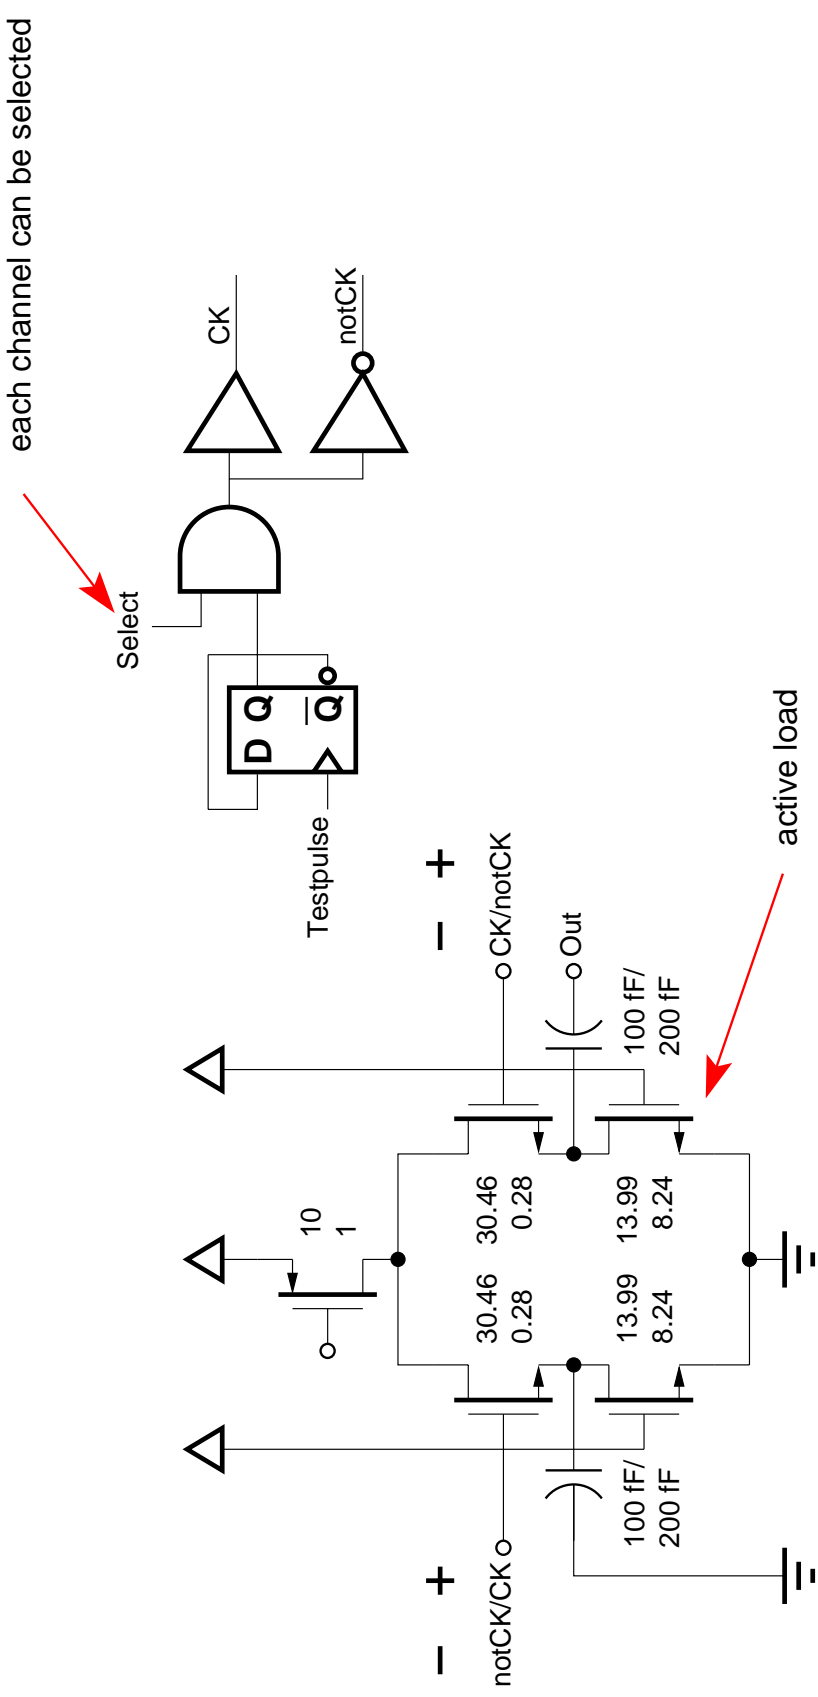 each channel can be selected
Select
CK
notCK
D Q
Q
Testpulse
- +
CK/notCK
Out
100 fF/
200 fF
10
1
30.46
0.28
30.46
0.28
13.99
8.24
13.99
8.24
active load
- +
notCK/CK
100 fF/
200 fF